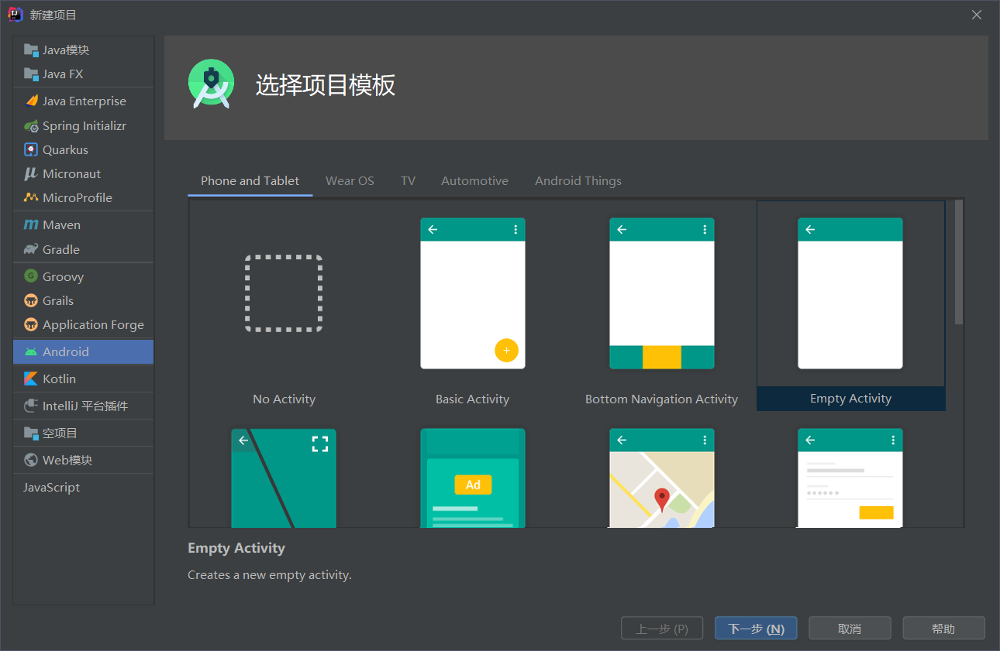 新建项目
Java模块
Java FX
Java Enterprise
Spring Initializr
Quarkus
Micronaut
MicroProfile
Maven
Gradle
Groovy
Grails
Application Forge
Android
Kotlin
IntelliJ 平台插件
空项目
Web模块
JavaScript
选择项目模板
Phone and Tablet Wear OS TV Automotive Android Things
No Activity Basic Activity Bottom Navigation Activity Empty Activity
Ad
Empty Activity
Creates a new empty activity.
上一步 (P) 下一步 (N) 取消 帮助